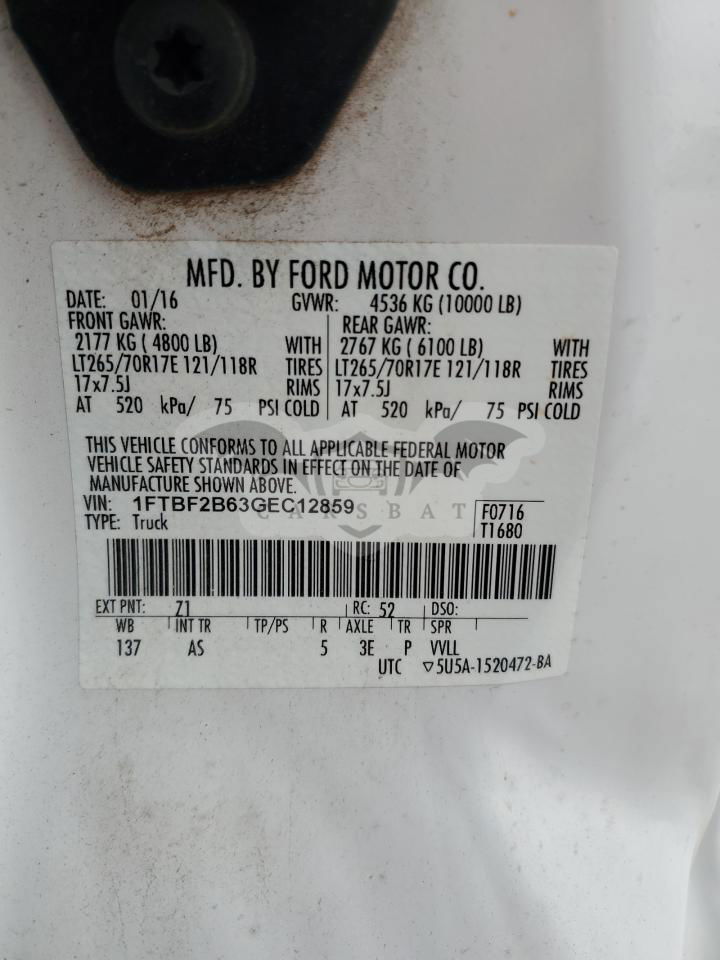 MFD. BY FORD MOTOR CO.
DATE: 01/16 GVWR: 4536 KG (10000 LB)
FRONT GAWR: REAR GAWR:
2177 KG ( 4800 LB) WITH 2767 KG ( 6100 LB) WITH
LT265/70R17E 121/118R TIRES LT265/70R17E 121/118R TIRES
17x7.5J RIMS 17x7.5J RIMS
AT 520 kPa/ 75 PSI COLD AT 520 kPa/ 75 PSI COLD
THIS VEHICLE CONFORMS TO ALL APPLICABLE FEDERAL MOTOR
VEHICLE SAFETY STANDARDS IN EFFECT ON THE DATE OF
MANUFACTURE SHOWN ABOVE.
VIN: 1FTBF2B63GEC12859 F0716
CARSBAT
TYPE: Truck T1680
EXT PNT: Z1 RC: 52 DSO:
WB INT TR TP/PS R AXLE TR SPR
137 AS 5 3E P VVLL
UTC ▽5U5A-1520472-BA